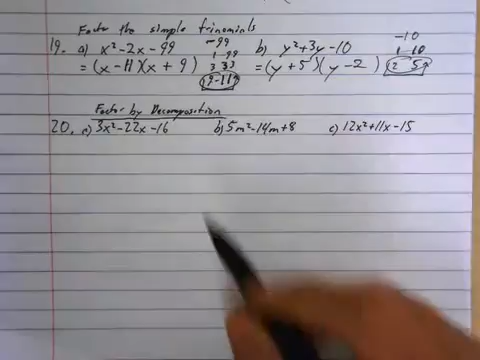 Factor the simple trinomials
19. a) x²-2x-99 -99 b) y²+3y-10 -10
1 99 1 10
= (x-11)(x+9) 3 33 = (y+5)(y-2) 2 5
9 -11
Factor by Decomposition
20. a) 3x²-22x-16 b) 5m²-14m+8 c) 12x²+11x-15